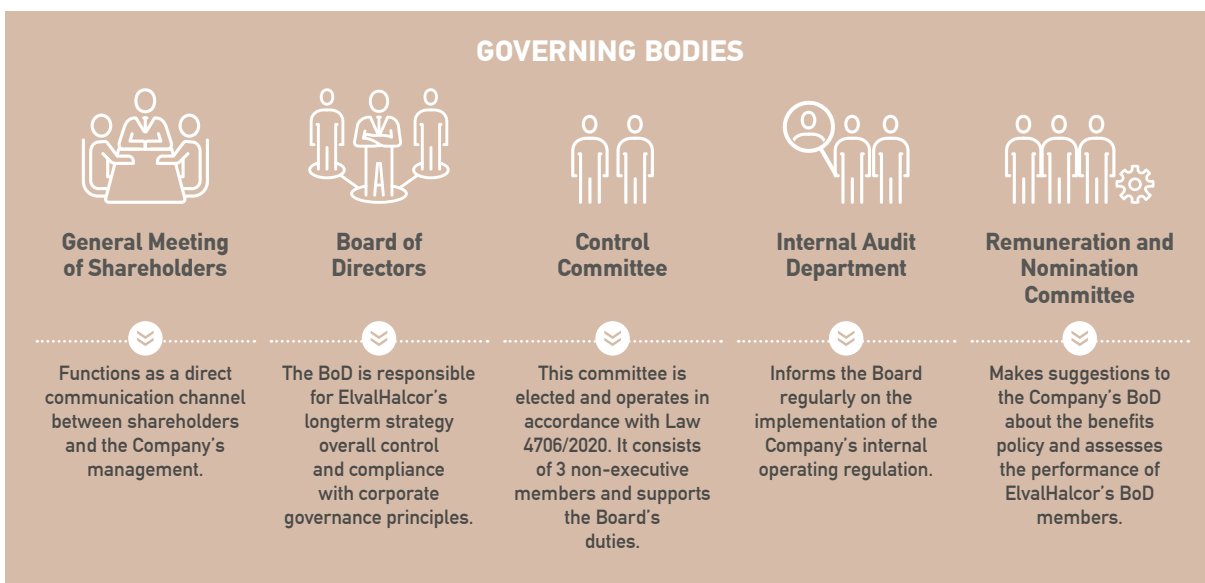 GOVERNING BODIES
General Meeting
of Shareholders
Functions as a direct
communication channel
between shareholders
and the Company's
management.
Board of
Directors
The BoD is responsible
for ElvalHalcor's
longterm strategy
overall control
and compliance
with corporate
governance principles.
Control
Committee
This committee is
elected and operates in
accordance with Law
4706/2020. It consists
of 3 non-executive
members and supports
the Board's
duties.
Internal Audit
Department
Informs the Board
regularly on the
implementation of the
Company's internal
operating regulation.
Remuneration and
Nomination
Committee
Makes suggestions to
the Company's BoD
about the benefits
policy and assesses
the performance of
ElvalHalcor's BoD
members.